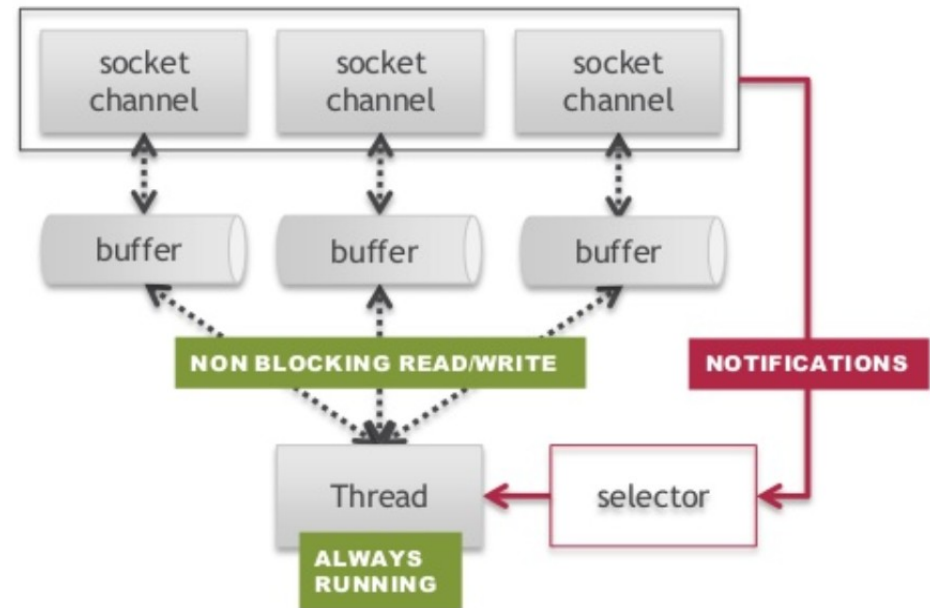 socket
channel
socket
channel
socket
channel
buffer
buffer
buffer
NON BLOCKING READ/WRITE
NOTIFICATIONS
Thread
selector
ALWAYS
RUNNING